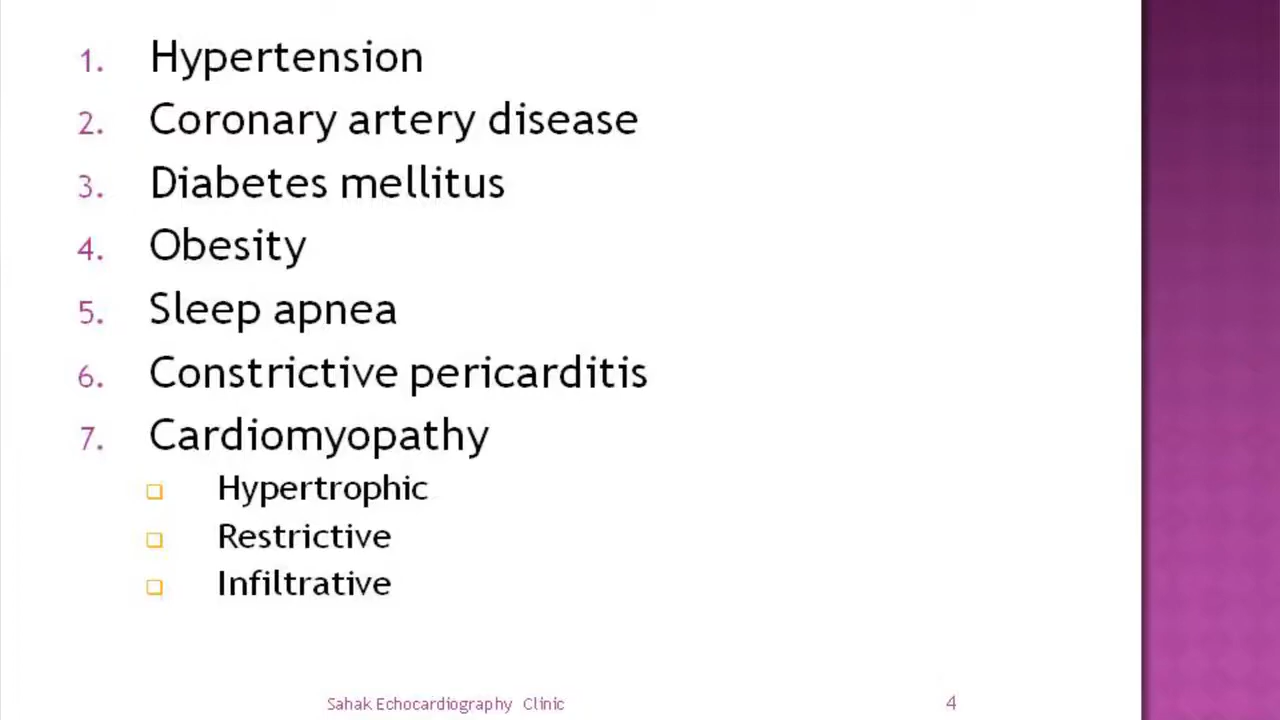 1. Hypertension
2. Coronary artery disease
3. Diabetes mellitus
4. Obesity
5. Sleep apnea
6. Constrictive pericarditis
7. Cardiomyopathy
❑ Hypertrophic
❑ Restrictive
❑ Infiltrative
Sahak Echocardiography Clinic 4